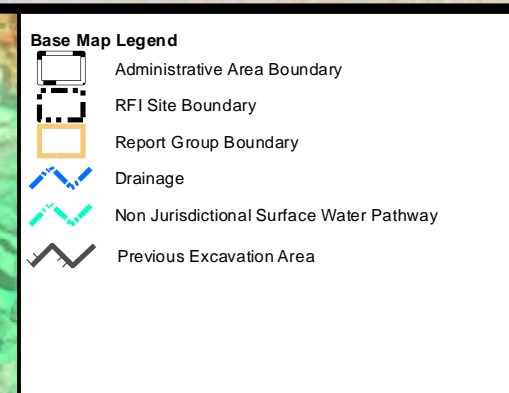 Base Map Legend
Administrative Area Boundary
RFI Site Boundary
Report Group Boundary
Drainage
Non Jurisdictional Surface Water Pathway
Previous Excavation Area